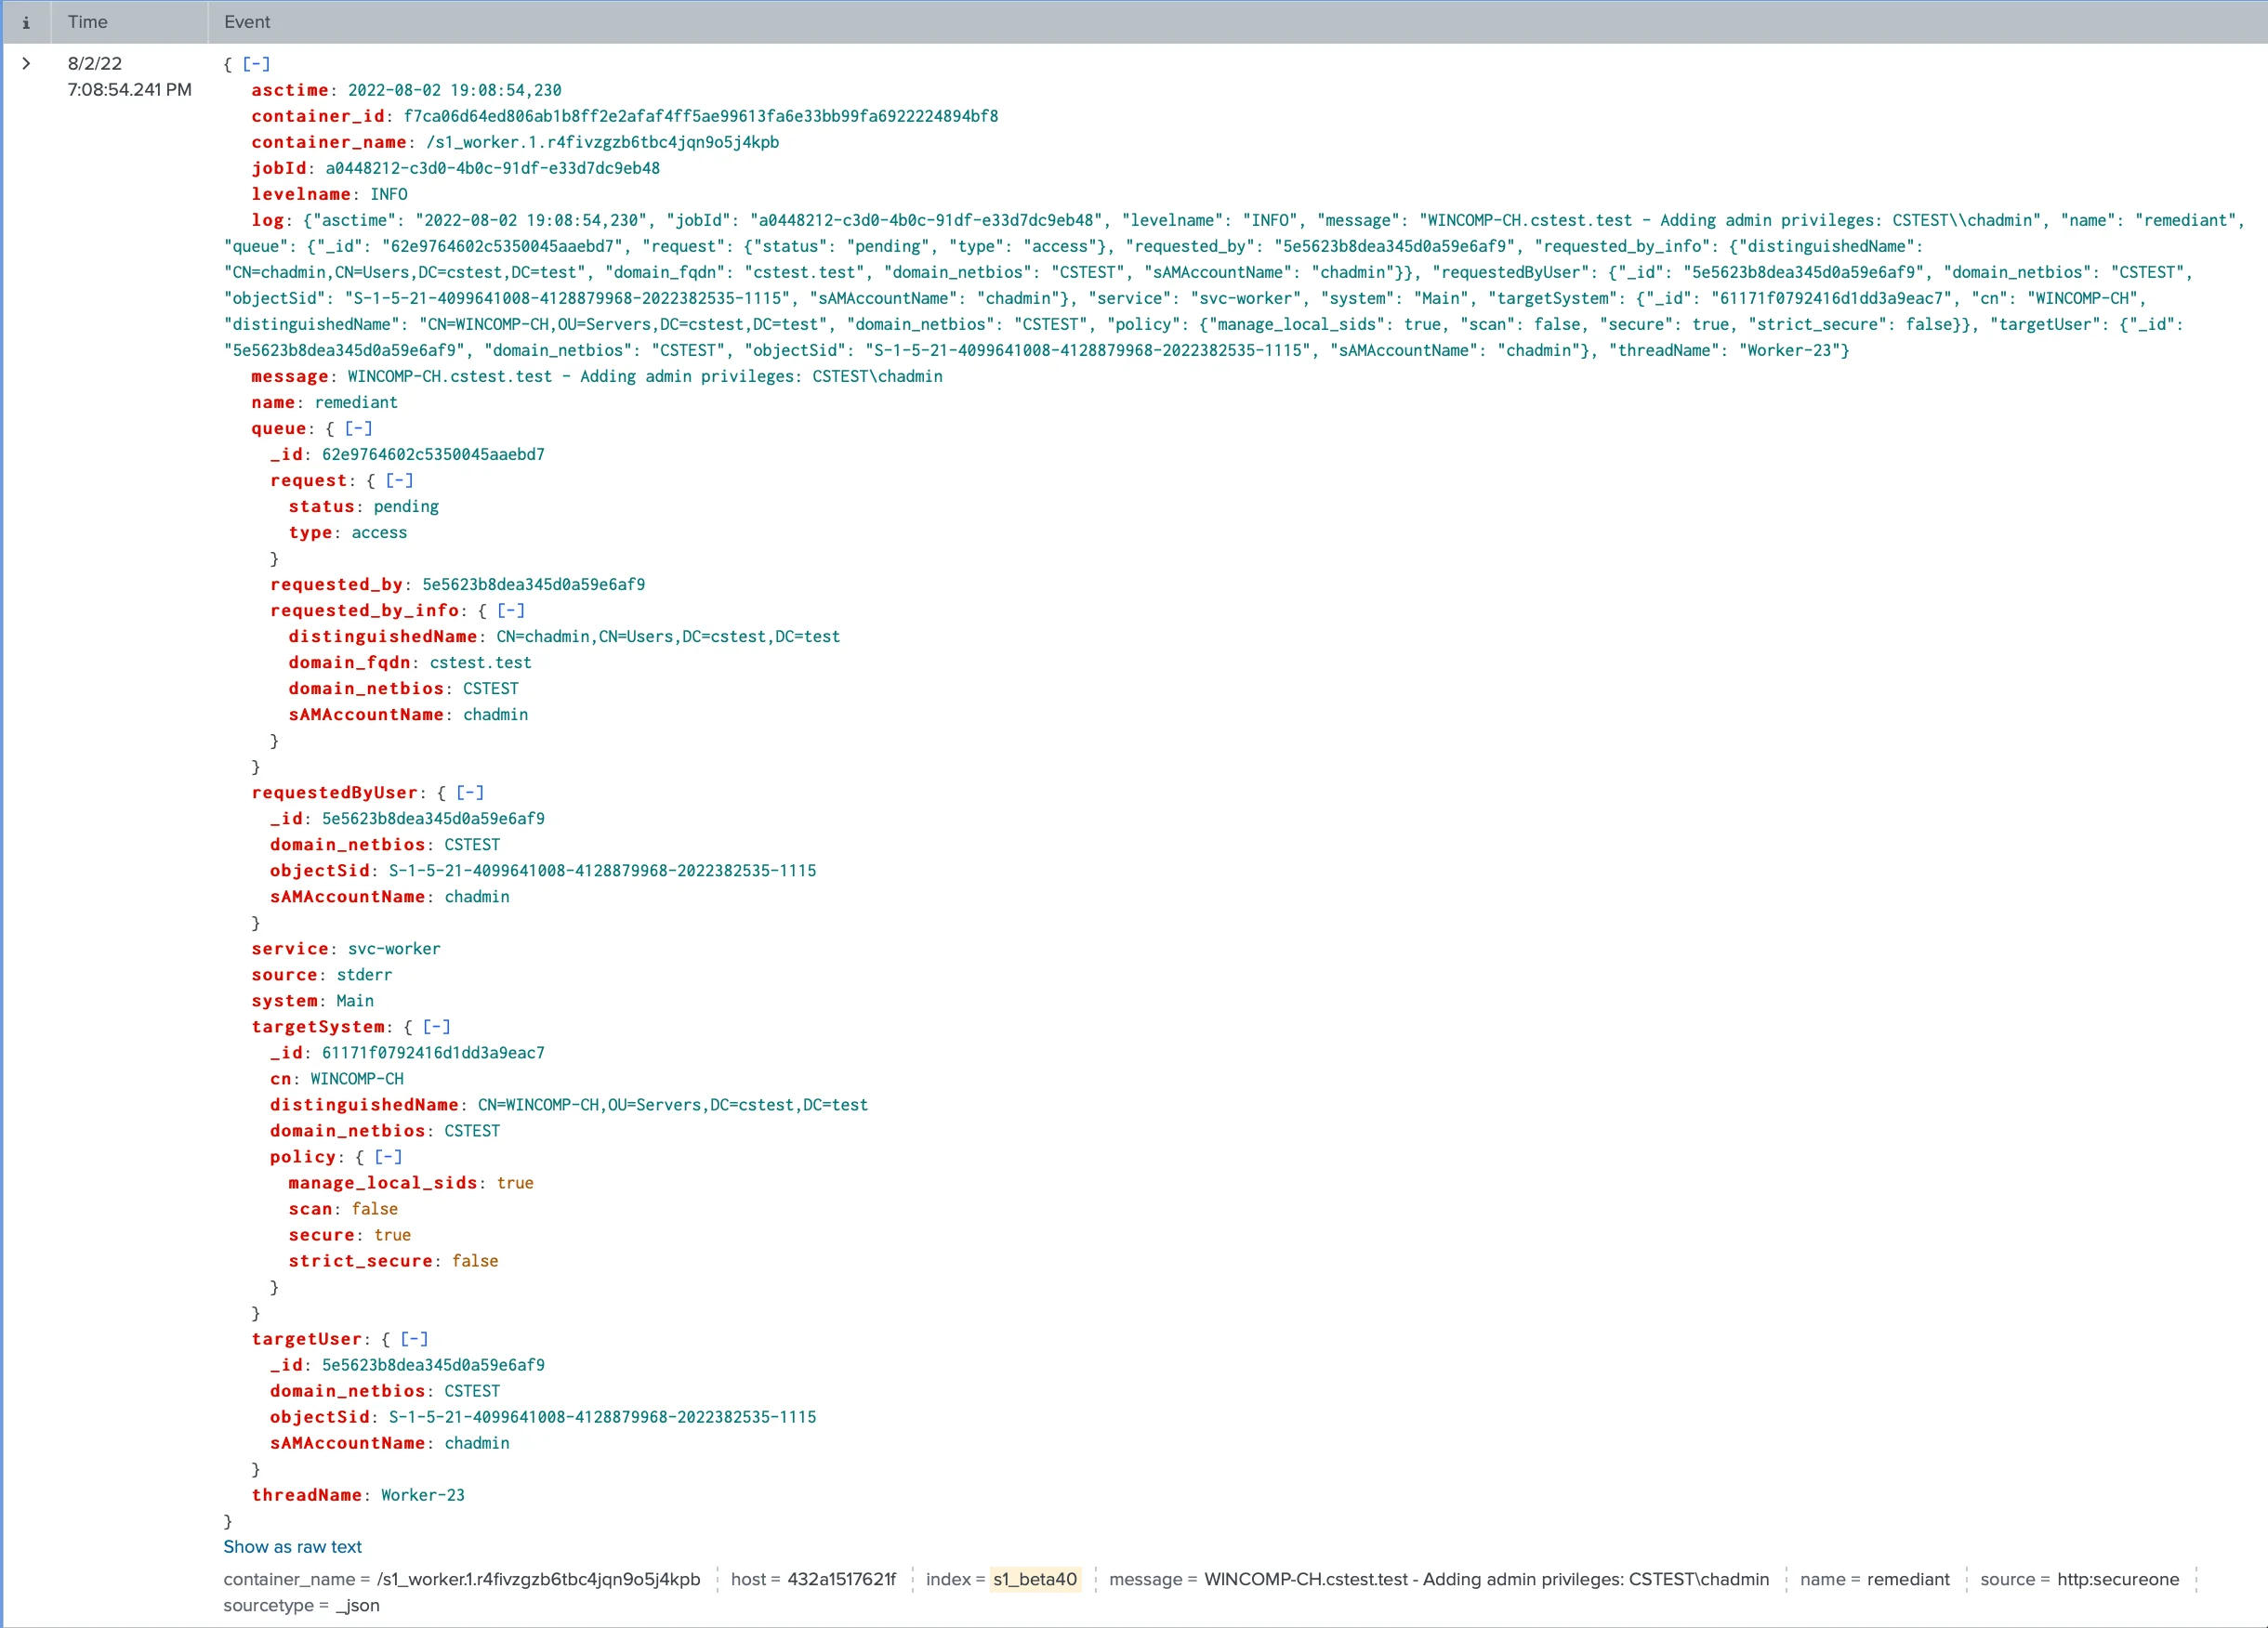 i Time Event
> 8/2/22 { [-]
7:08:54.241 PM asctime: 2022-08-02 19:08:54,230
container_id: f7ca06d64ed806ab1b8ff2e2afaf4ff5ae99613fa6e33bb99fa6922224894bf8
container_name: /s1_worker.1.r4fivzgzb6tbc4jqn9o5j4kpb
jobId: a0448212-c3d0-4b0c-91df-e33d7dc9eb48
levelname: INFO
log: {"asctime": "2022-08-02 19:08:54,230", "jobId": "a0448212-c3d0-4b0c-91df-e33d7dc9eb48", "levelname": "INFO", "message": "WINCOMP-CH.cstest.test - Adding admin privileges: CSTEST\\chadmin", "name": "remediant",
"queue": {"_id": "62e9764602c5350045aaebd7", "request": {"status": "pending", "type": "access"}, "requested_by": "5e5623b8dea345d0a59e6af9", "requested_by_info": {"distinguishedName":
"CN=chadmin,CN=Users,DC=cstest,DC=test", "domain_fqdn": "cstest.test", "domain_netbios": "CSTEST", "sAMAccountName": "chadmin"}}, "requestedByUser": {"_id": "5e5623b8dea345d0a59e6af9", "domain_netbios": "CSTEST",
"objectSid": "S-1-5-21-4099641008-4128879968-2022382535-1115", "sAMAccountName": "chadmin"}, "service": "svc-worker", "system": "Main", "targetSystem": {"_id": "61171f0792416d1dd3a9eac7", "cn": "WINCOMP-CH",
"distinguishedName": "CN=WINCOMP-CH,OU=Servers,DC=cstest,DC=test", "domain_netbios": "CSTEST", "policy": {"manage_local_sids": true, "scan": false, "secure": true, "strict_secure": false}}, "targetUser": {"_id":
"5e5623b8dea345d0a59e6af9", "domain_netbios": "CSTEST", "objectSid": "S-1-5-21-4099641008-4128879968-2022382535-1115", "sAMAccountName": "chadmin"}, "threadName": "Worker-23"}
message: WINCOMP-CH.cstest.test - Adding admin privileges: CSTEST\chadmin
name: remediant
queue: { [-]
_id: 62e9764602c5350045aaebd7
request: { [-]
status: pending
type: access
}
requested_by: 5e5623b8dea345d0a59e6af9
requested_by_info: { [-]
distinguishedName: CN=chadmin,CN=Users,DC=cstest,DC=test
domain_fqdn: cstest.test
domain_netbios: CSTEST
sAMAccountName: chadmin
}
}
requestedByUser: { [-]
_id: 5e5623b8dea345d0a59e6af9
domain_netbios: CSTEST
objectSid: S-1-5-21-4099641008-4128879968-2022382535-1115
sAMAccountName: chadmin
}
service: svc-worker
source: stderr
system: Main
targetSystem: { [-]
_id: 61171f0792416d1dd3a9eac7
cn: WINCOMP-CH
distinguishedName: CN=WINCOMP-CH,OU=Servers,DC=cstest,DC=test
domain_netbios: CSTEST
policy: { [-]
manage_local_sids: true
scan: false
secure: true
strict_secure: false
}
}
targetUser: { [-]
_id: 5e5623b8dea345d0a59e6af9
domain_netbios: CSTEST
objectSid: S-1-5-21-4099641008-4128879968-2022382535-1115
sAMAccountName: chadmin
}
threadName: Worker-23
}
Show as raw text
container_name = /s1_worker.1.r4fivzgzb6tbc4jqn9o5j4kpb host = 432a1517621f index = s1_beta40 message = WINCOMP-CH.cstest.test - Adding admin privileges: CSTEST\chadmin name = remediant source = http:secureone
sourcetype = _json